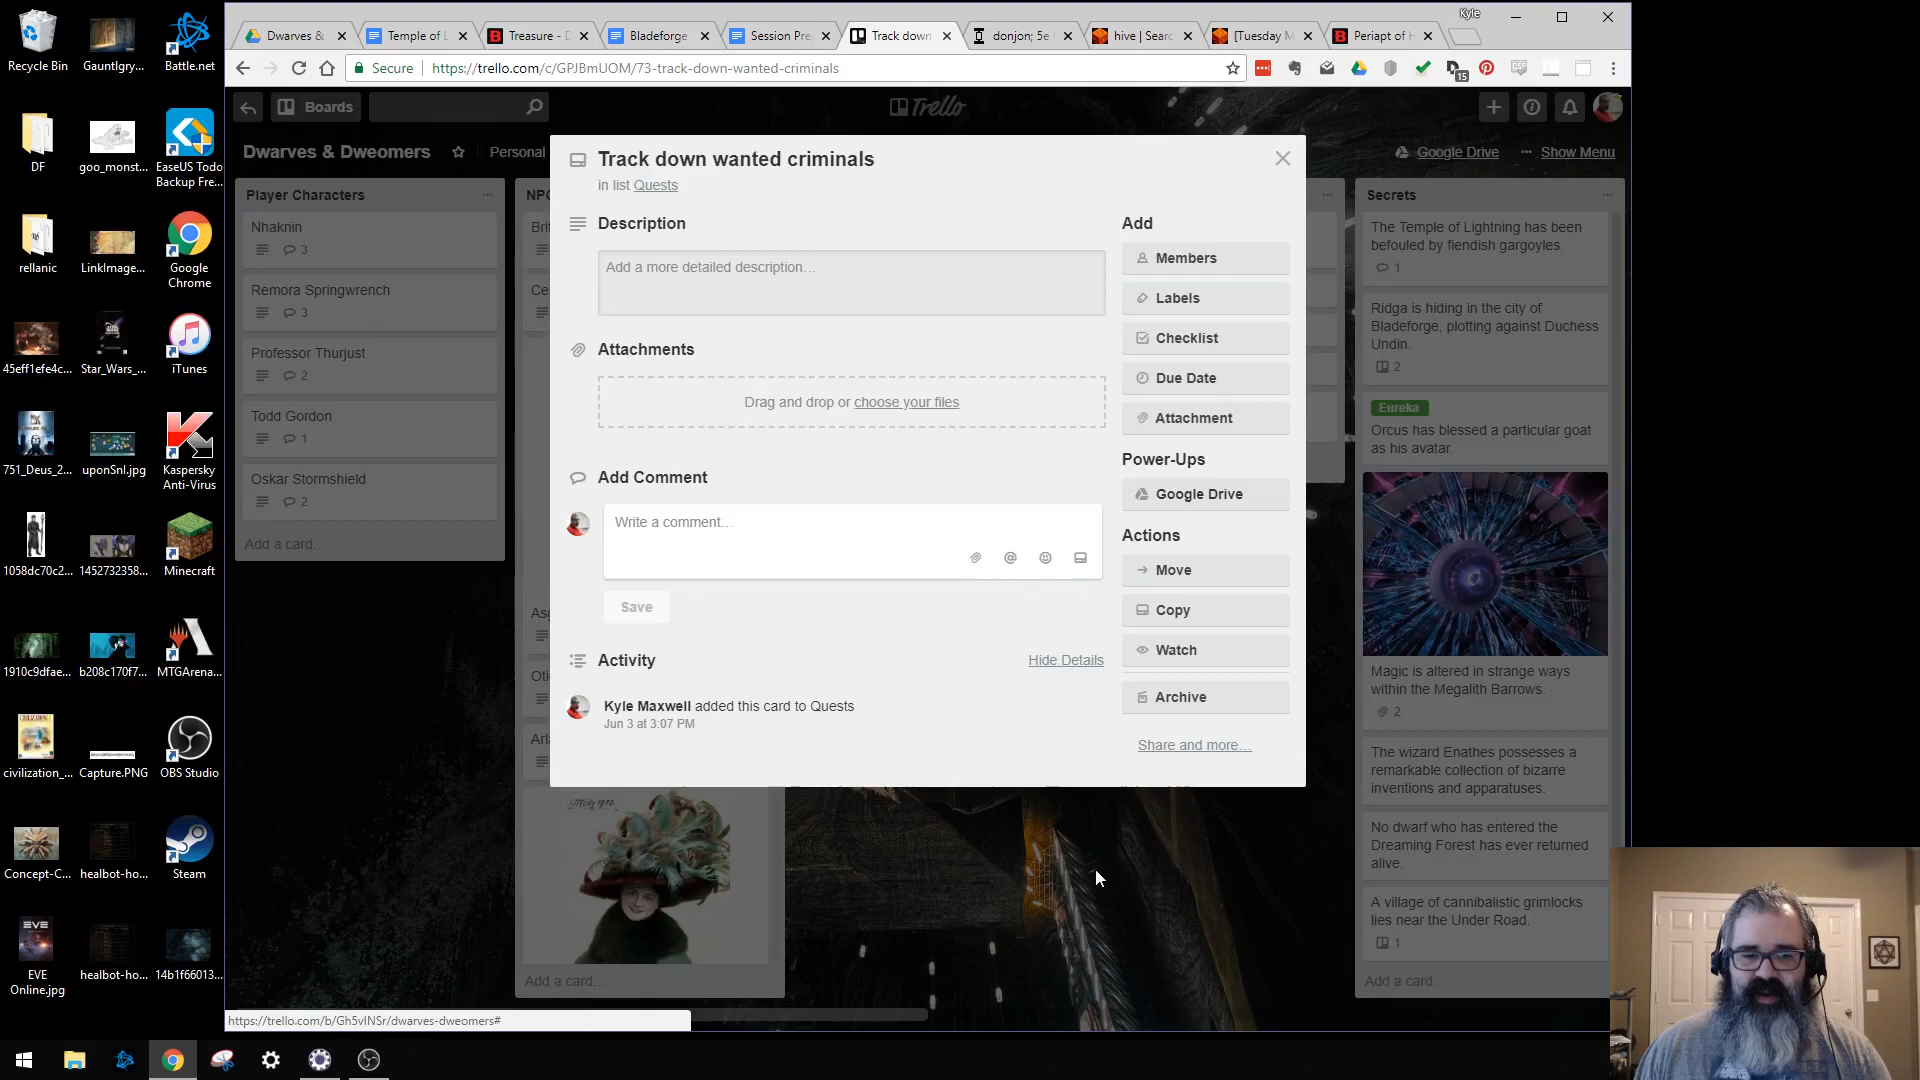 Recycle Bin
Gauntlgry...
Battle.net
DF
goo_monst...
EaseUS Todo
Backup Fre...
rellanic
LinkImage...
Google
Chrome
45eff1efe4c...
Star_Wars_...
iTunes
751_Deus_2...
uponSnl.jpg
Kaspersky
Anti-Virus
1058dc70c2...
1452732358...
Minecraft
1910c9dfae...
b208c170f7...
MTGArena...
civilization_...
Capture.PNG
OBS Studio
Concept-C...
healbot-ho...
Steam
EVE
EVE
Online.jpg
healbot-ho...
14b1f66013...
Kyle
Dwarves &
Temple of L
Treasure - D
Bladeforge
Session Pre
Track down
donjon; 5e
hive | Searc
[Tuesday M
Periapt of H
Secure
https://trello.com/c/GPJBmUOM/73-track-down-wanted-criminals
15
Boards
Trello
Dwarves & Dweomers
Personal
Google Drive
Show Menu
Player Characters
Nhaknin
3
Remora Springwrench
3
Professor Thurjust
2
Todd Gordon
1
Oskar Stormshield
2
Add a card...
NPC
Add a card...
Track down wanted criminals
in list Quests
Description
Add a more detailed description…
Attachments
Drag and drop or choose your files
Add Comment
Write a comment…
Save
Activity
Hide Details
Kyle Maxwell added this card to Quests
Jun 3 at 3:07 PM
Add
Members
Labels
Checklist
Due Date
Attachment
Power-Ups
Google Drive
Actions
Move
Copy
Watch
Archive
Share and more…
Secrets
The Temple of Lightning has been
befouled by fiendish gargoyles.
1
Ridga is hiding in the city of
Bladeforge, plotting against Duchess
Undin.
2
Eureka
Orcus has blessed a particular goat
as his avatar.
Magic is altered in strange ways
within the Megalith Barrows.
2
The wizard Enathes possesses a
remarkable collection of bizarre
inventions and apparatuses.
No dwarf who has entered the
Dreaming Forest has ever returned
alive.
A village of cannibalistic grimlocks
lies near the Under Road.
1
Add a card...
https://trello.com/b/Gh5vINSr/dwarves-dweomers#